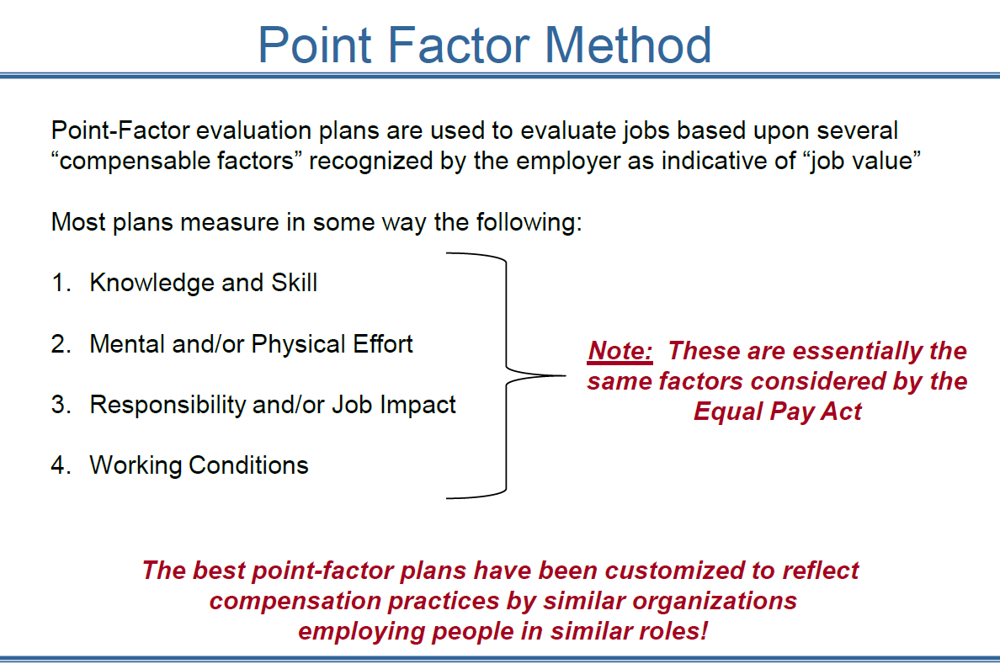 Point Factor Method
Point-Factor evaluation plans are used to evaluate jobs based upon several
“compensable factors” recognized by the employer as indicative of “job value”
Most plans measure in some way the following:
1. Knowledge and Skill
2. Mental and/or Physical Effort
3. Responsibility and/or Job Impact
4. Working Conditions
Note: These are essentially the
same factors considered by the
Equal Pay Act
The best point-factor plans have been customized to reflect
compensation practices by similar organizations
employing people in similar roles!